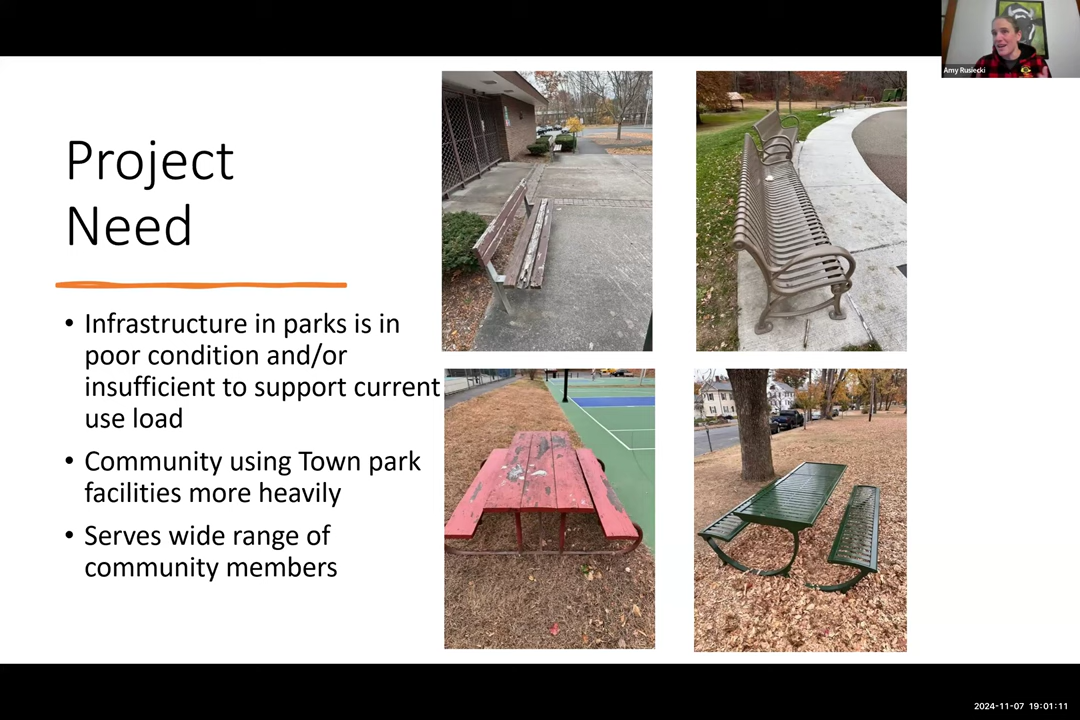 Amy Rusiecki
Project
Need
• Infrastructure in parks is in
poor condition and/or
insufficient to support current
use load
• Community using Town park
facilities more heavily
• Serves wide range of
community members
2024-11-07 19:01:11